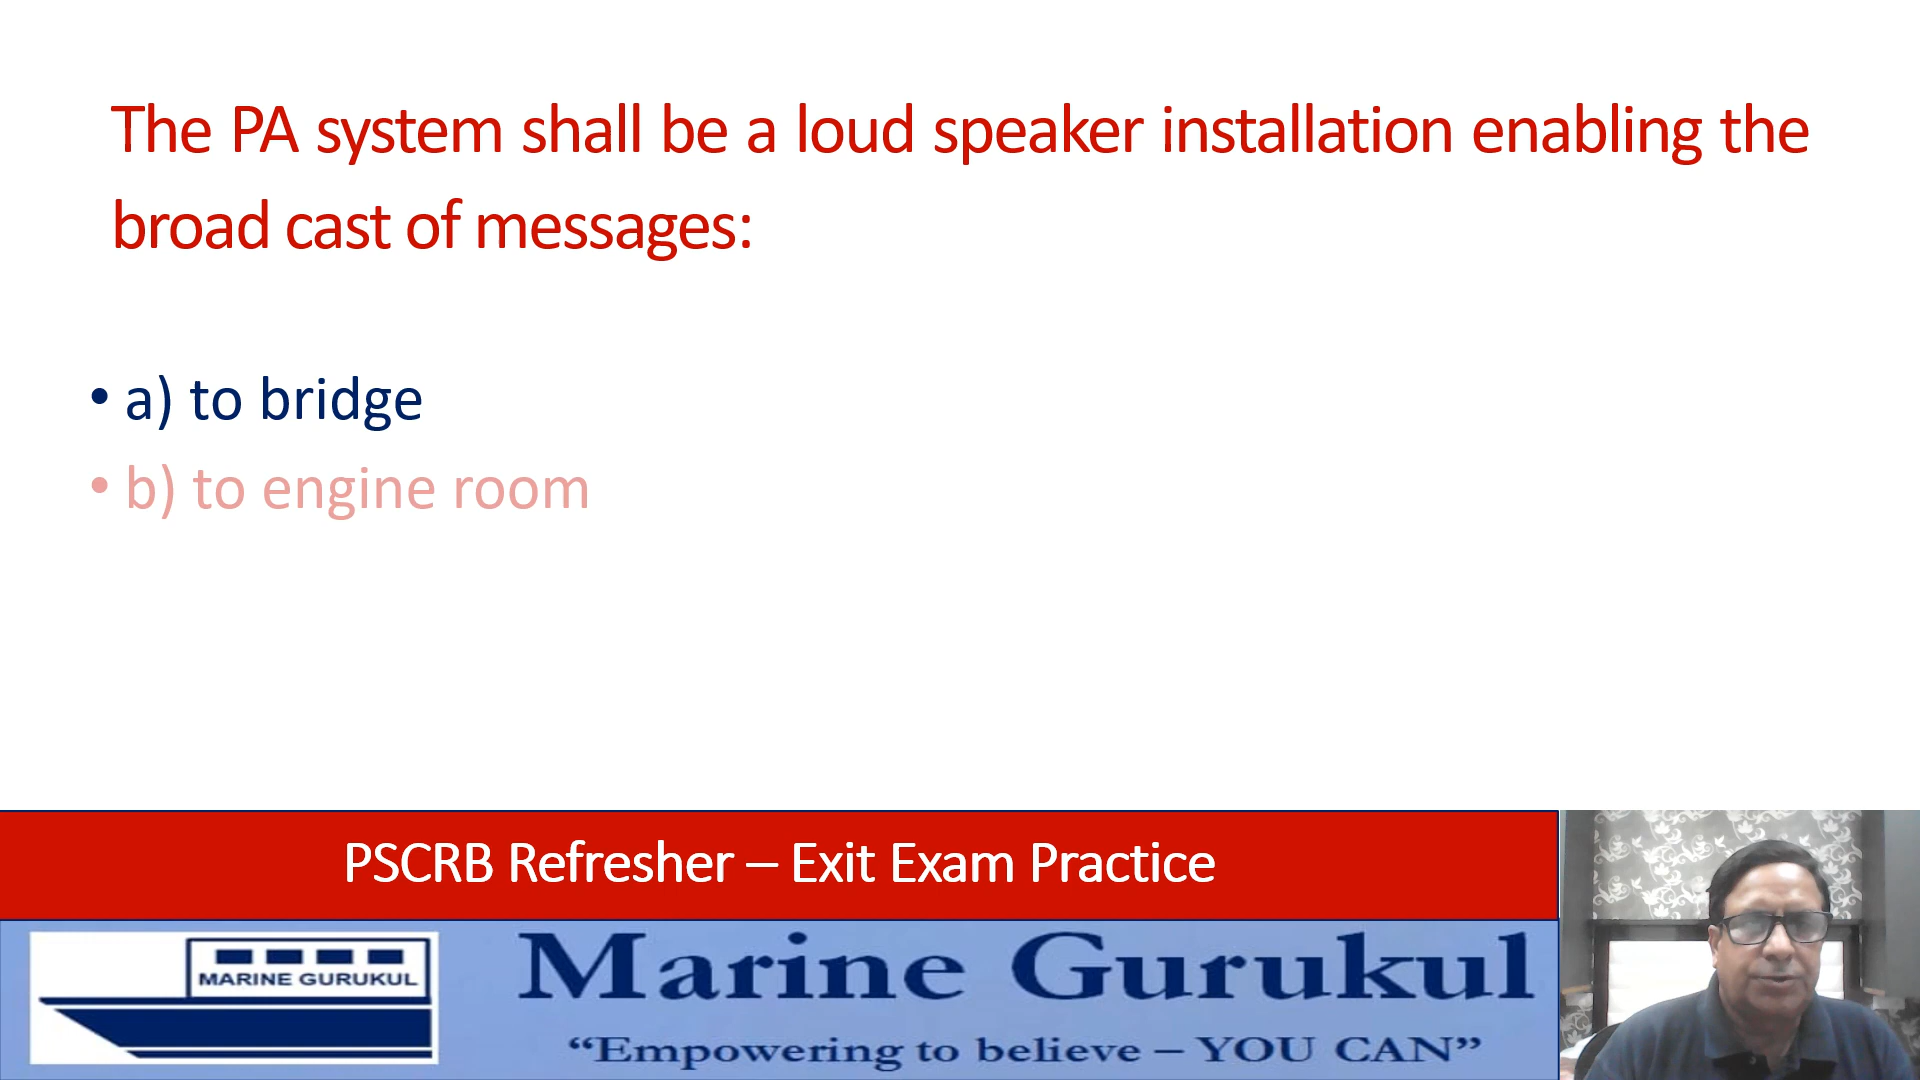 The PA system shall be a loud speaker installation enabling the
broad cast of messages:
• a) to bridge
• b) to engine room
PSCRB Refresher – Exit Exam Practice
MARINE GURUKUL
Marine Gurukul
“Empowering to believe – YOU CAN”